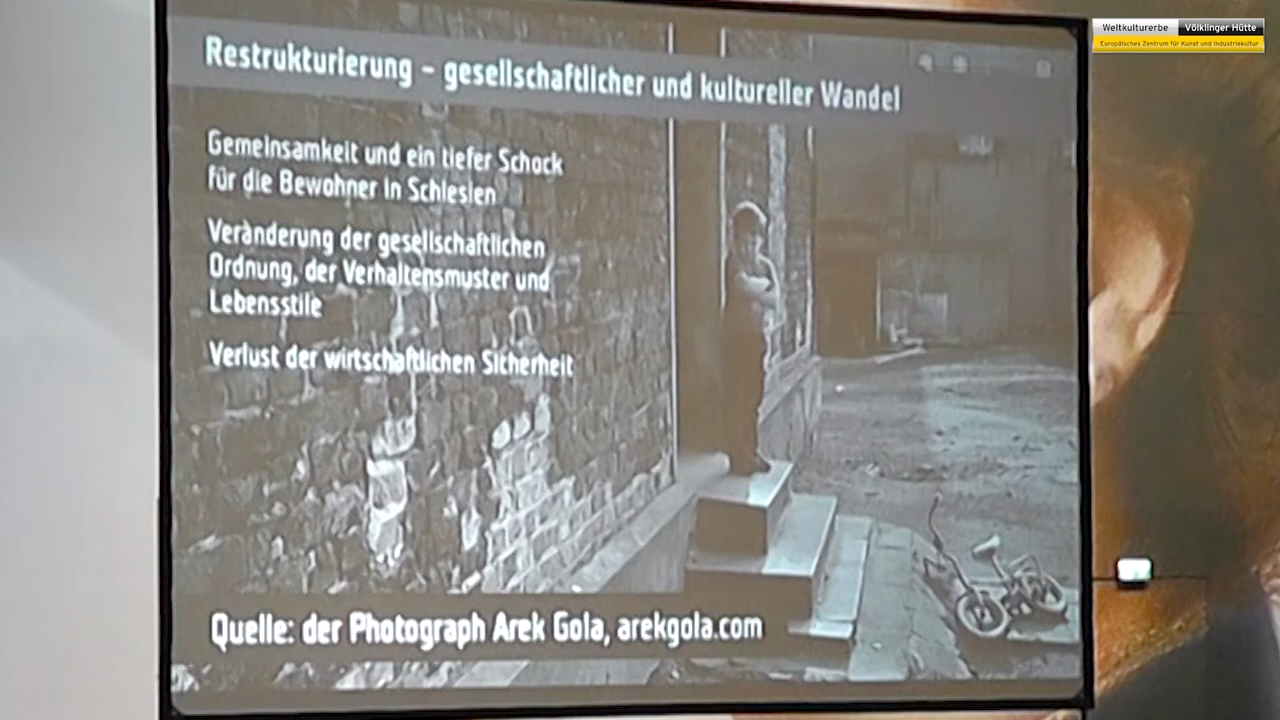 Weltkulturerbe Völklinger Hütte
Europäisches Zentrum für Kunst und Industriekultur
Restrukturierung – gesellschaftlicher und kultureller Wandel
Gemeinsamkeit und ein tiefer Schock
für die Bewohner in Schlesien
Veränderung der gesellschaftlichen
Ordnung, der Verhaltensmuster und
Lebensstile
Verlust der wirtschaftlichen Sicherheit
Quelle: der Photograph Arek Gola, arekgola.com